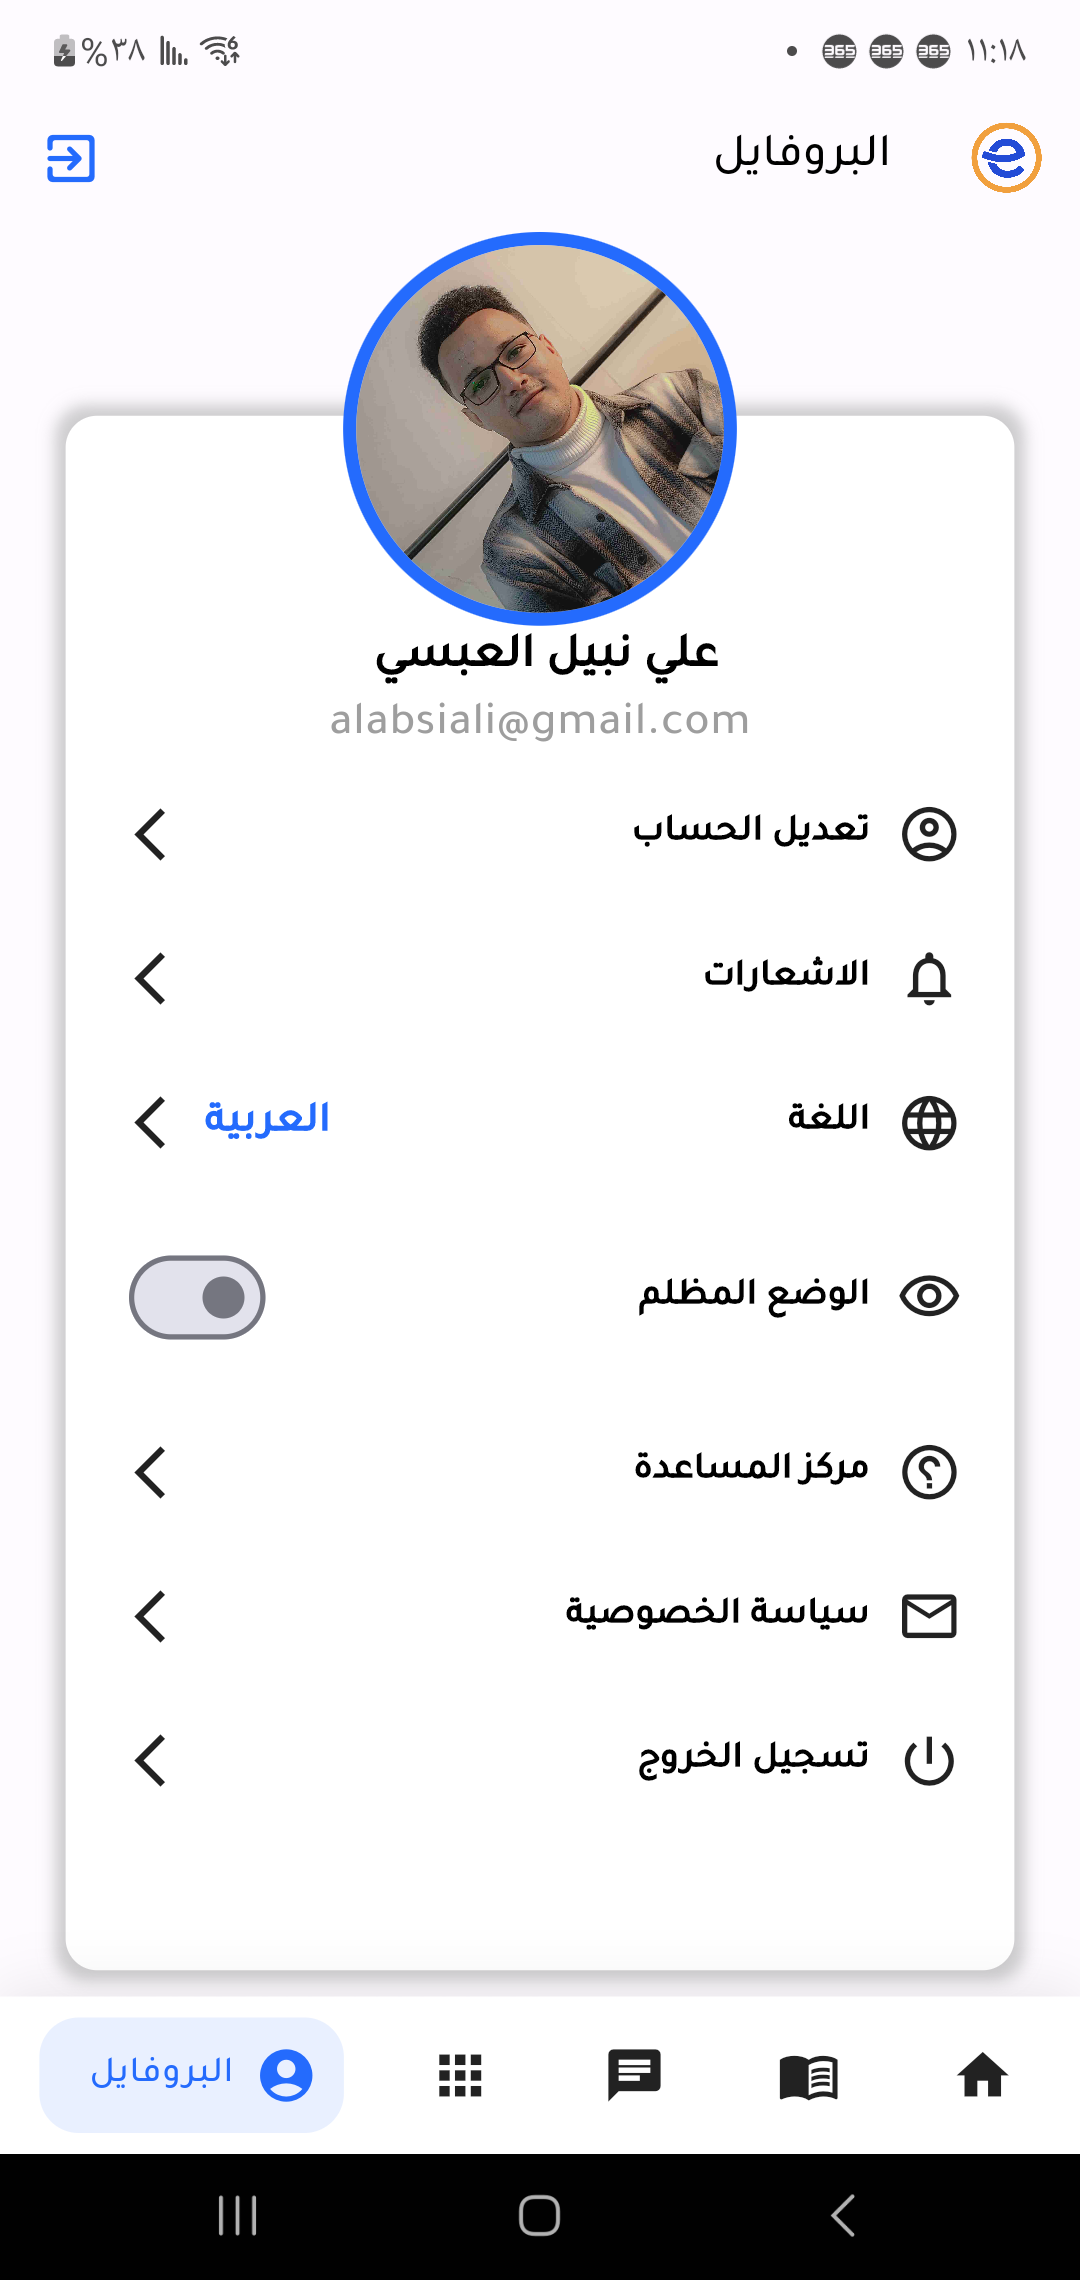 ١١:١٨ 365 365 365 ٣٨%
البروفايل
علي نبيل العبسي
alabsiali@gmail.com
تعديل الحساب
الاشعارات
اللغة العربية
الوضع المظلم
مركز المساعدة
سياسة الخصوصية
تسجيل الخروج
البروفايل